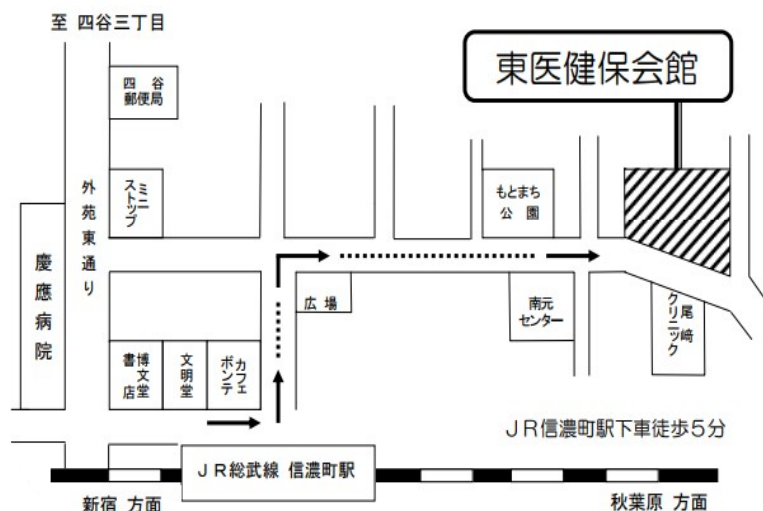 至 四谷三丁目
四 谷
郵便局
東医健保会館
ミニ
ストップ
外苑東通り
もとまち
公 園
慶應病院
広 場
南元
センター
尾﨑
クリニック
博文堂
書店
文明堂
カフェ
ボンテ
JR信濃町駅下車徒歩5分
JR総武線 信濃町駅
新宿 方面
秋葉原 方面